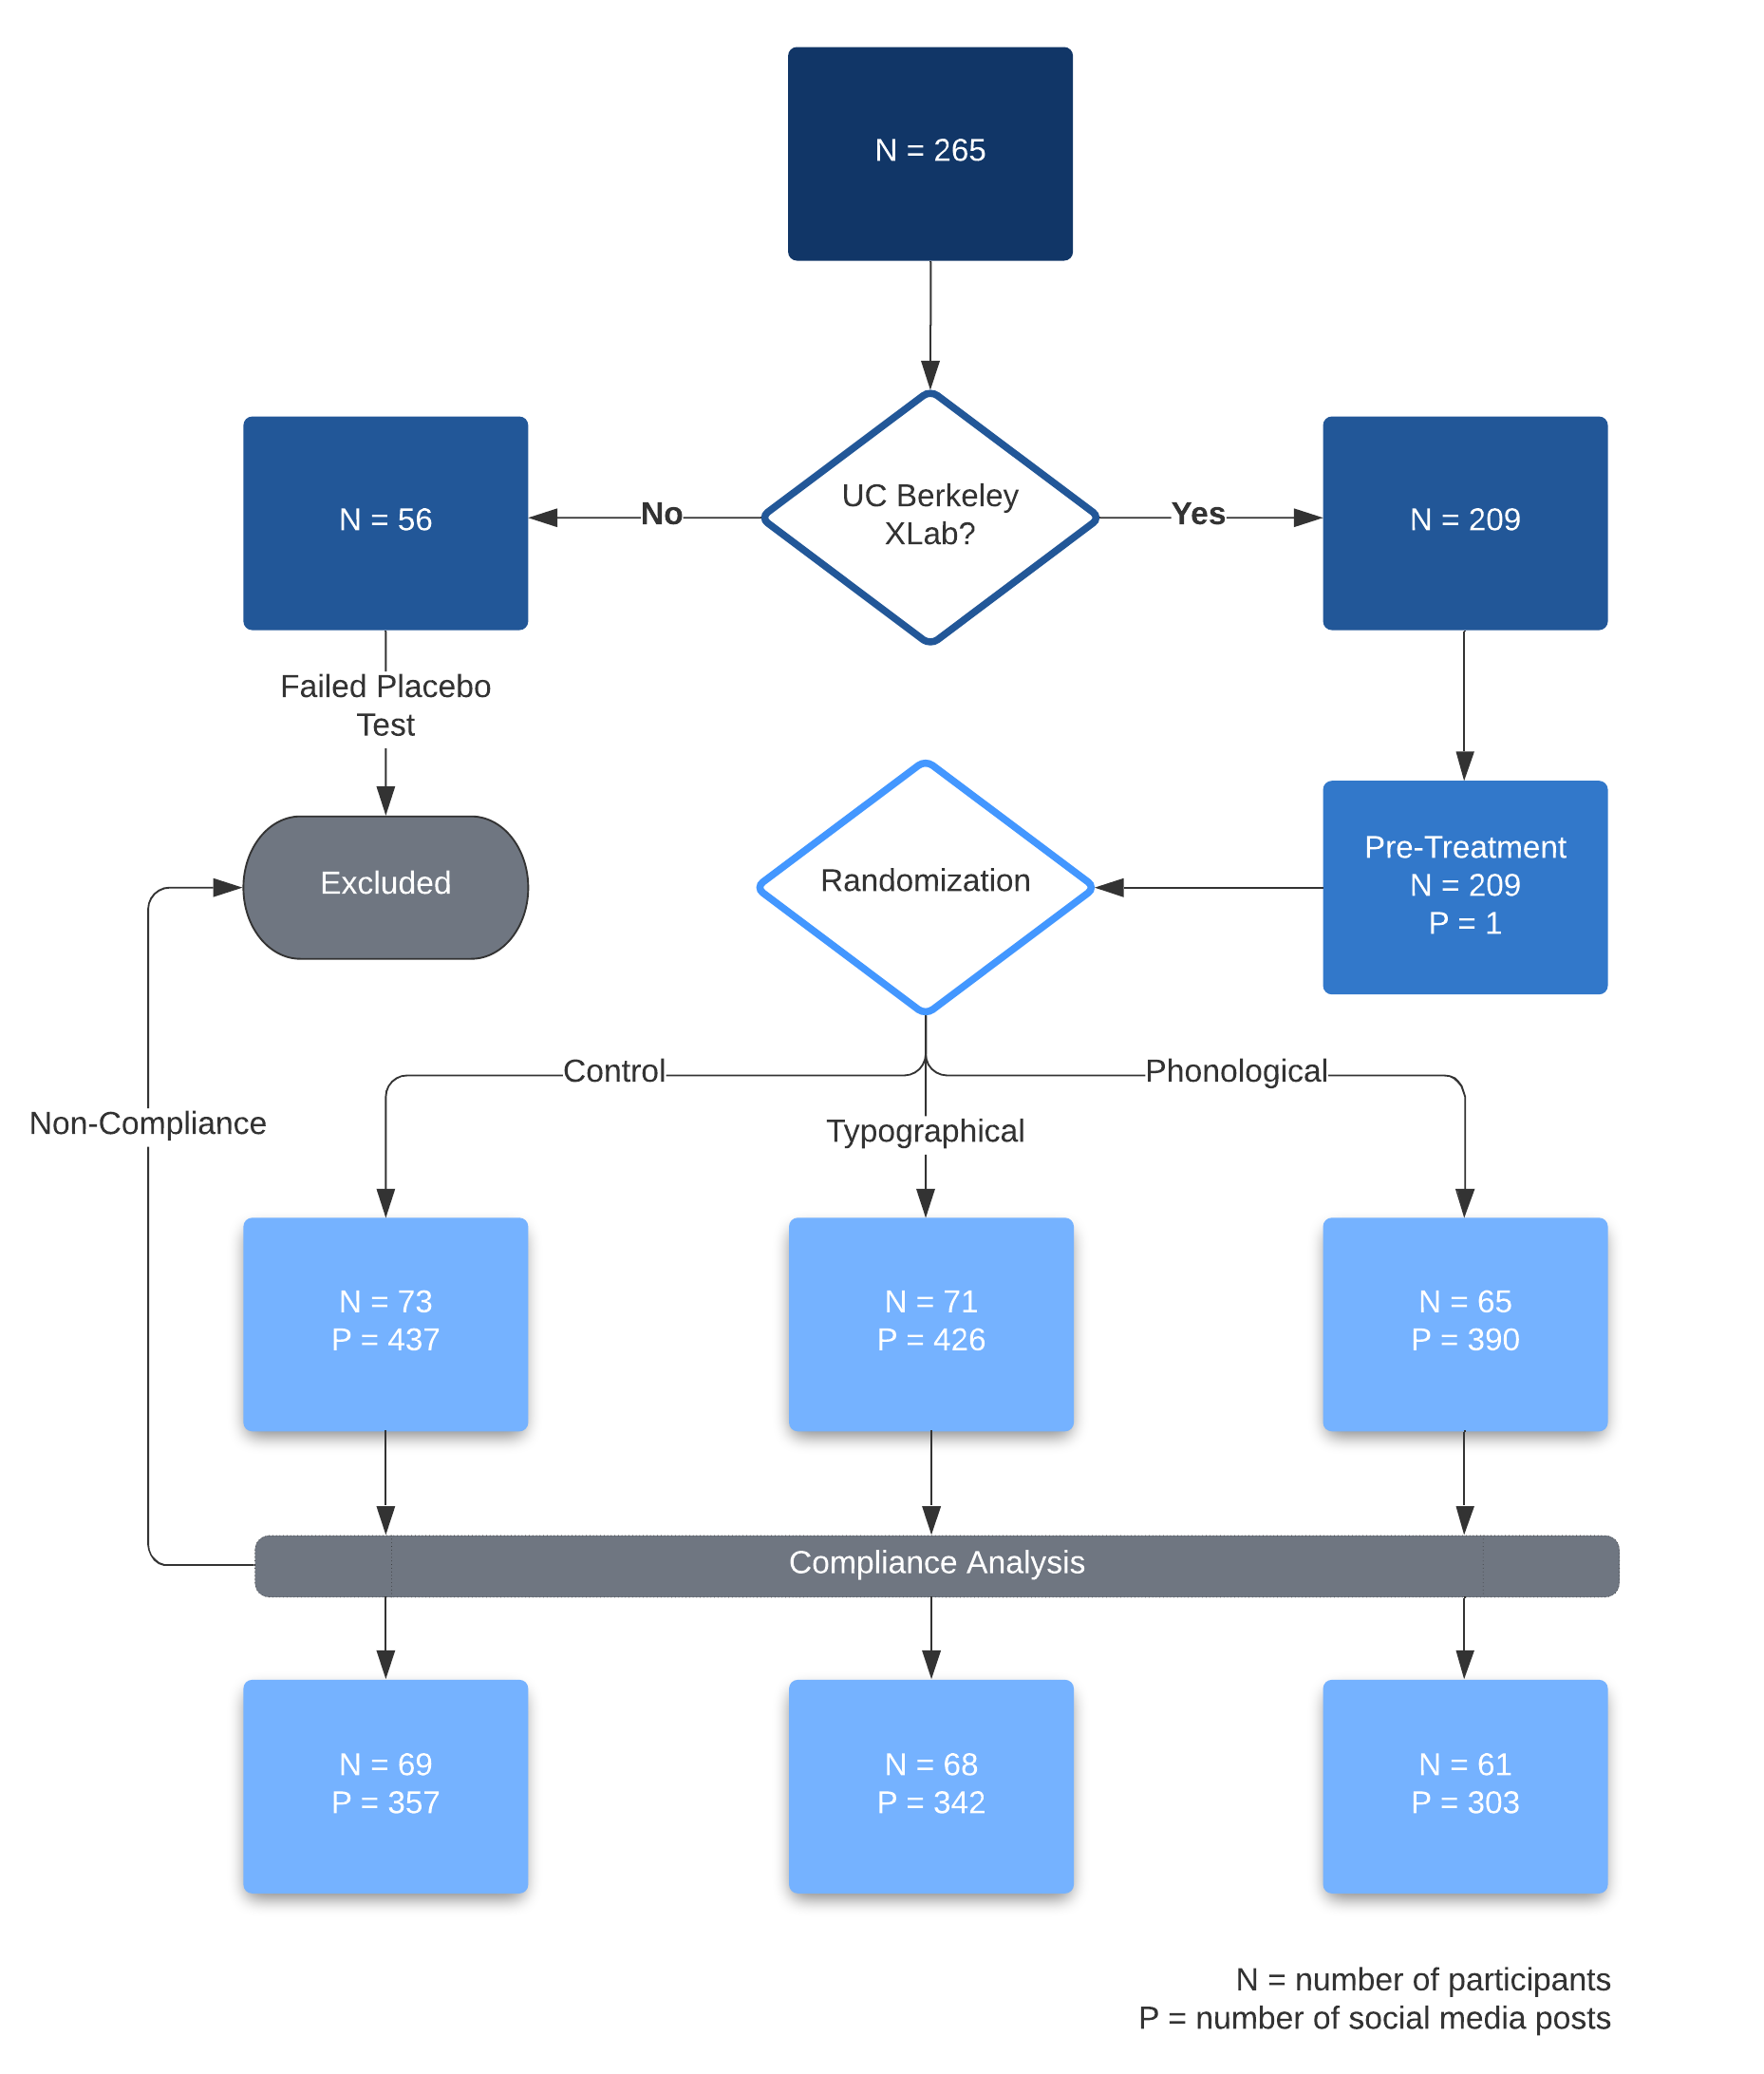 N = 265
UC Berkeley
XLab?
No
Yes
N = 56
N = 209
Failed Placebo
Test
Excluded
Randomization
Pre-Treatment
N = 209
P = 1
Control
Typographical
Phonological
Non-Compliance
N = 73
P = 437
N = 71
P = 426
N = 65
P = 390
Compliance Analysis
N = 69
P = 357
N = 68
P = 342
N = 61
P = 303
N = number of participants
P = number of social media posts